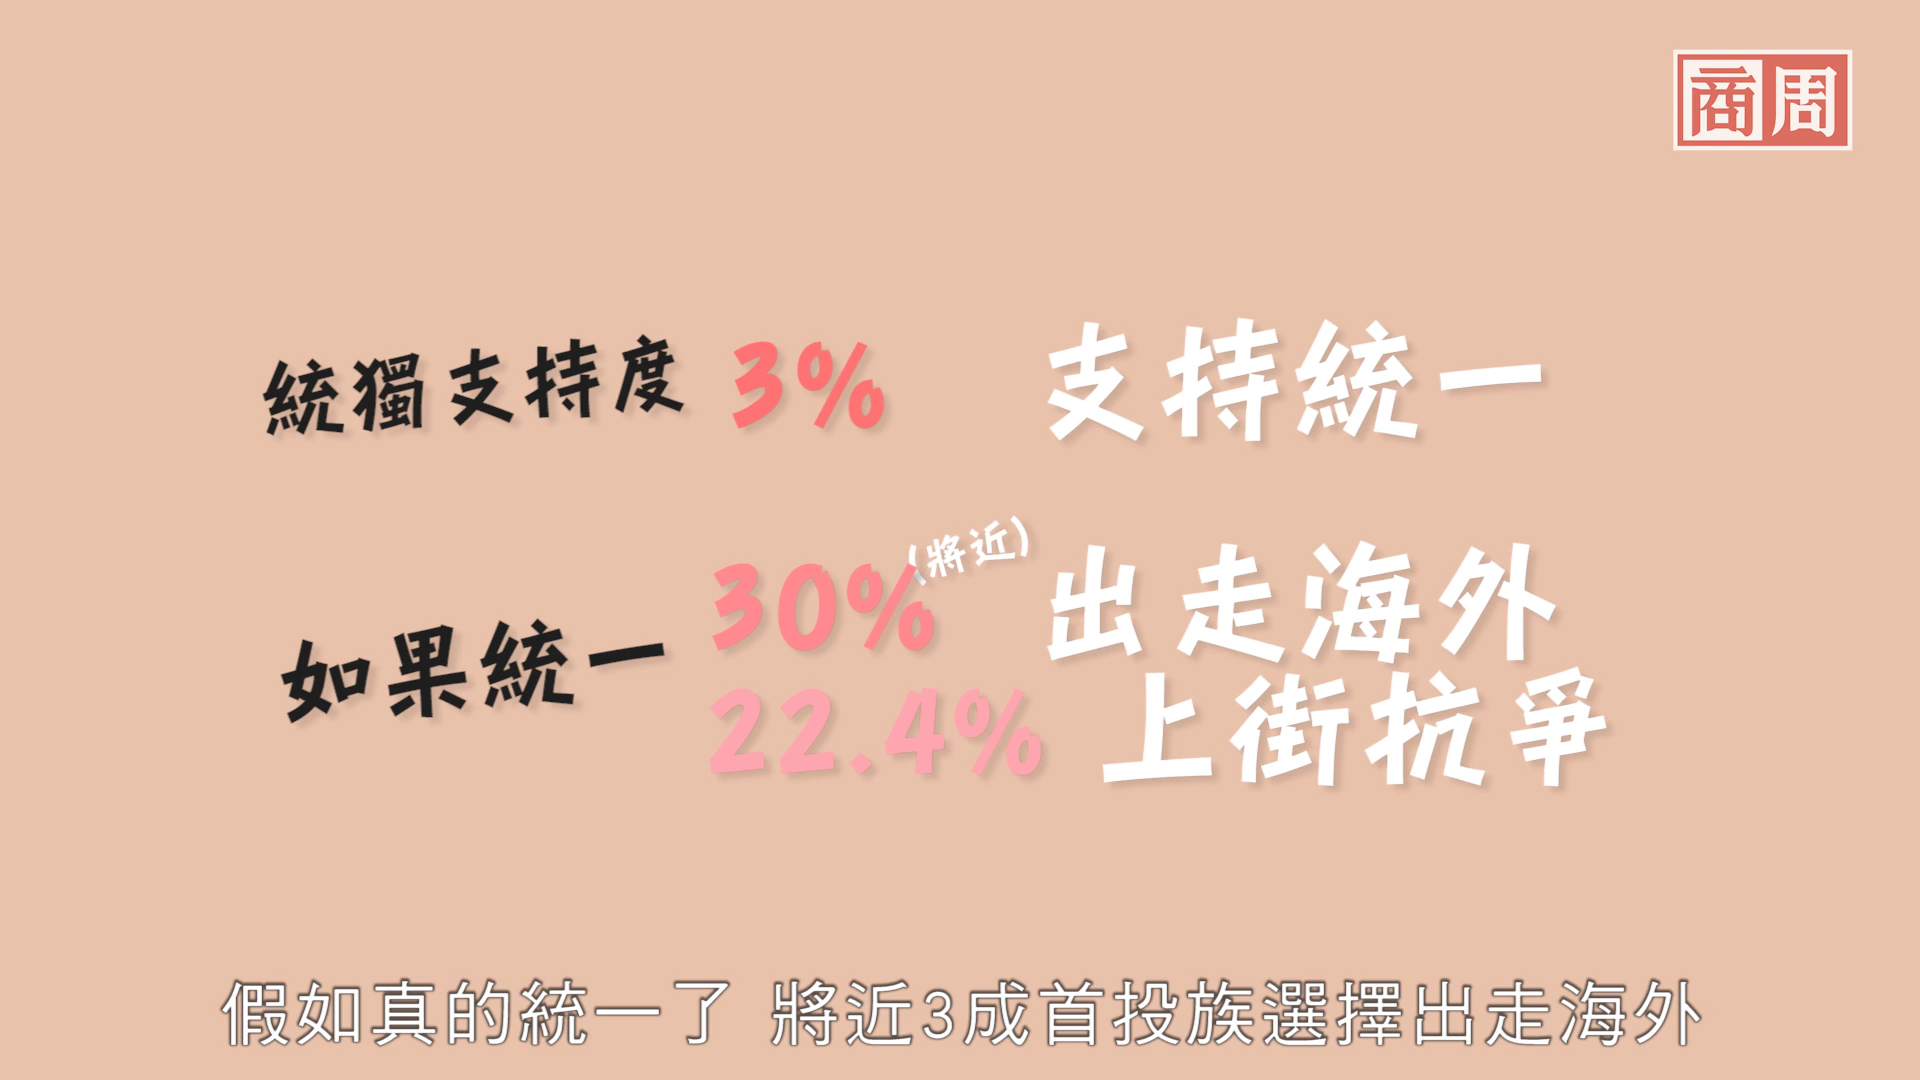 商周
統獨支持度 3% 支持統一
如果統一
30% (將近) 出走海外
22.4% 上街抗爭
假如真的統一了 將近3成首投族選擇出走海外